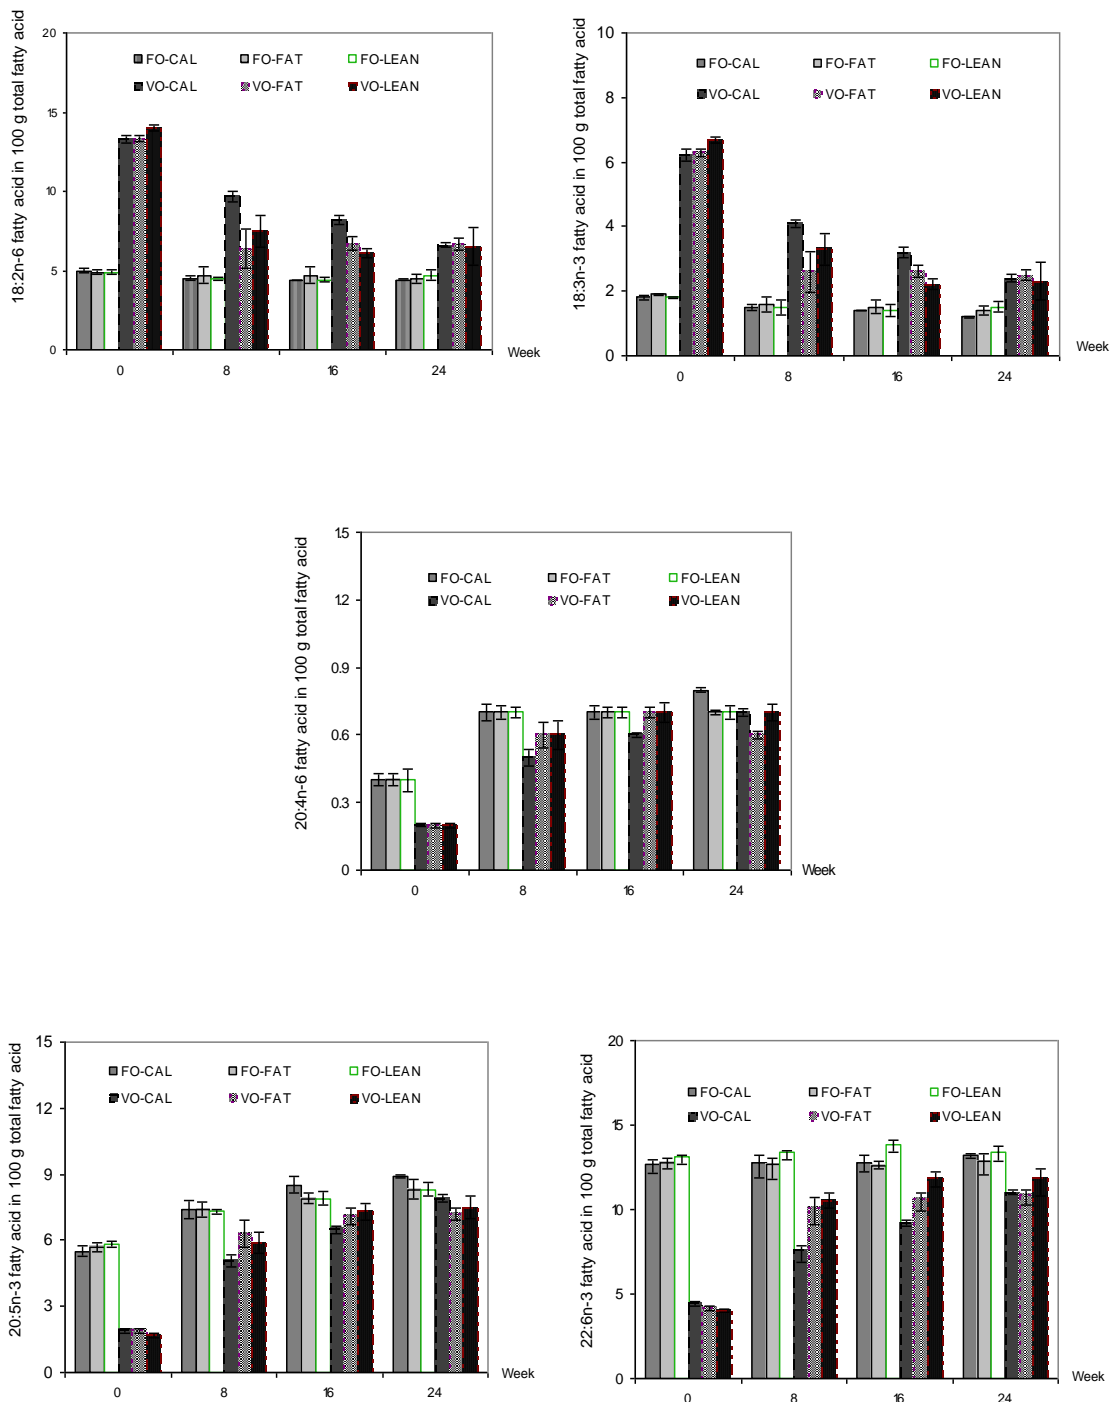 18:2n-6 fatty acid in 100 g total fatty acid
20
15
10
5
0
FO-CAL FO-FAT FO-LEAN
VO-CAL VO-FAT VO-LEAN
0 8 16 24
Week
18:3n-3 fatty acid in 100 g total fatty acid
10
8
6
4
2
0
FO-CAL FO-FAT FO-LEAN
VO-CAL VO-FAT VO-LEAN
0 8 16 24
Week
20:4n-6 fatty acid in 100 g total fatty acid
1.5
1.2
0.9
0.6
0.3
0
FO-CAL FO-FAT FO-LEAN
VO-CAL VO-FAT VO-LEAN
0 8 16 24
Week
20:5n-3 fatty acid in 100 g total fatty acid
15
12
9
6
3
0
FO-CAL FO-FAT FO-LEAN
VO-CAL VO-FAT VO-LEAN
0 8 16 24
Week
22:6n-3 fatty acid in 100 g total fatty acid
20
15
10
5
0
FO-CAL FO-FAT FO-LEAN
VO-CAL VO-FAT VO-LEAN
0 8 16 24
Week